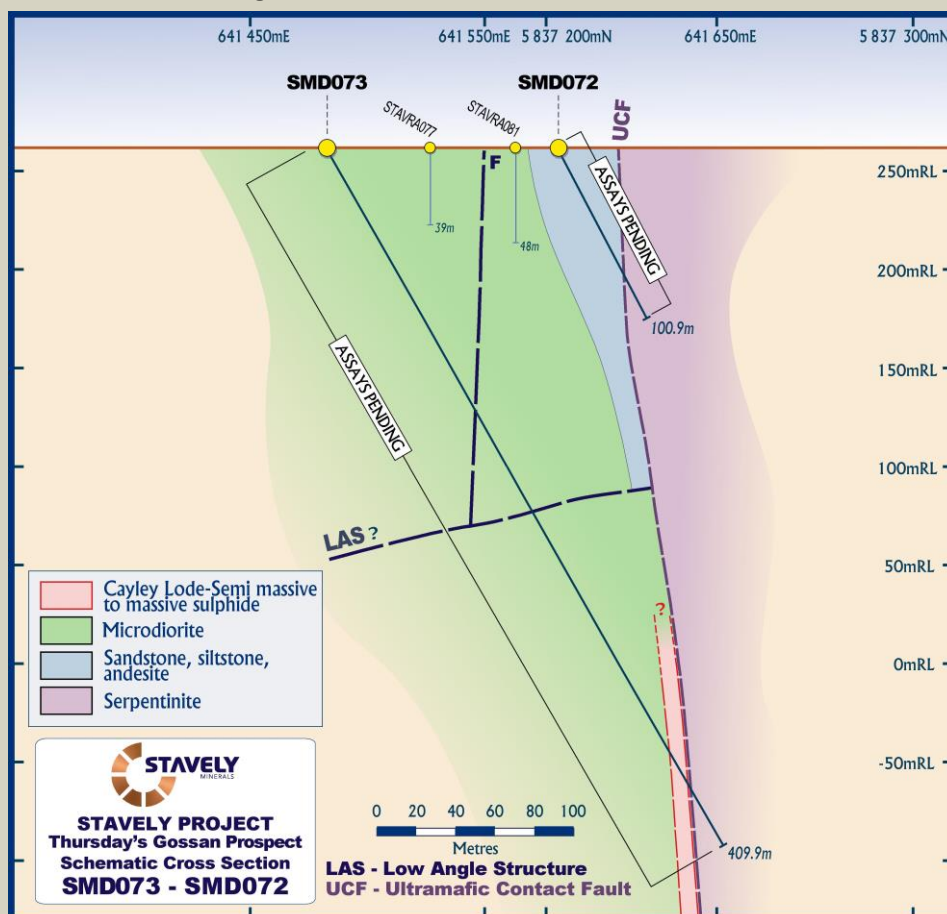 641 450mE
641 550mE
5 837 200mN
641 650mE
5 837 300mN
SMD073
SMD072
STAVRA077
STAVRA081
UCF
F
39m
48m
ASSAYS PENDING
100.9m
250mRL
200mRL
150mRL
100mRL
50mRL
0mRL
-50mRL
ASSAYS PENDING
LAS ?
?
409.9m
Cayley Lode-Semi massive
to massive sulphide
Microdiorite
Sandstone, siltstone,
andesite
Serpentinite
STAVELY
MINERALS
STAVELY PROJECT
Thursday's Gossan Prospect
Schematic Cross Section
SMD073 - SMD072
0 20 40 60 80 100
Metres
LAS - Low Angle Structure
UCF - Ultramafic Contact Fault